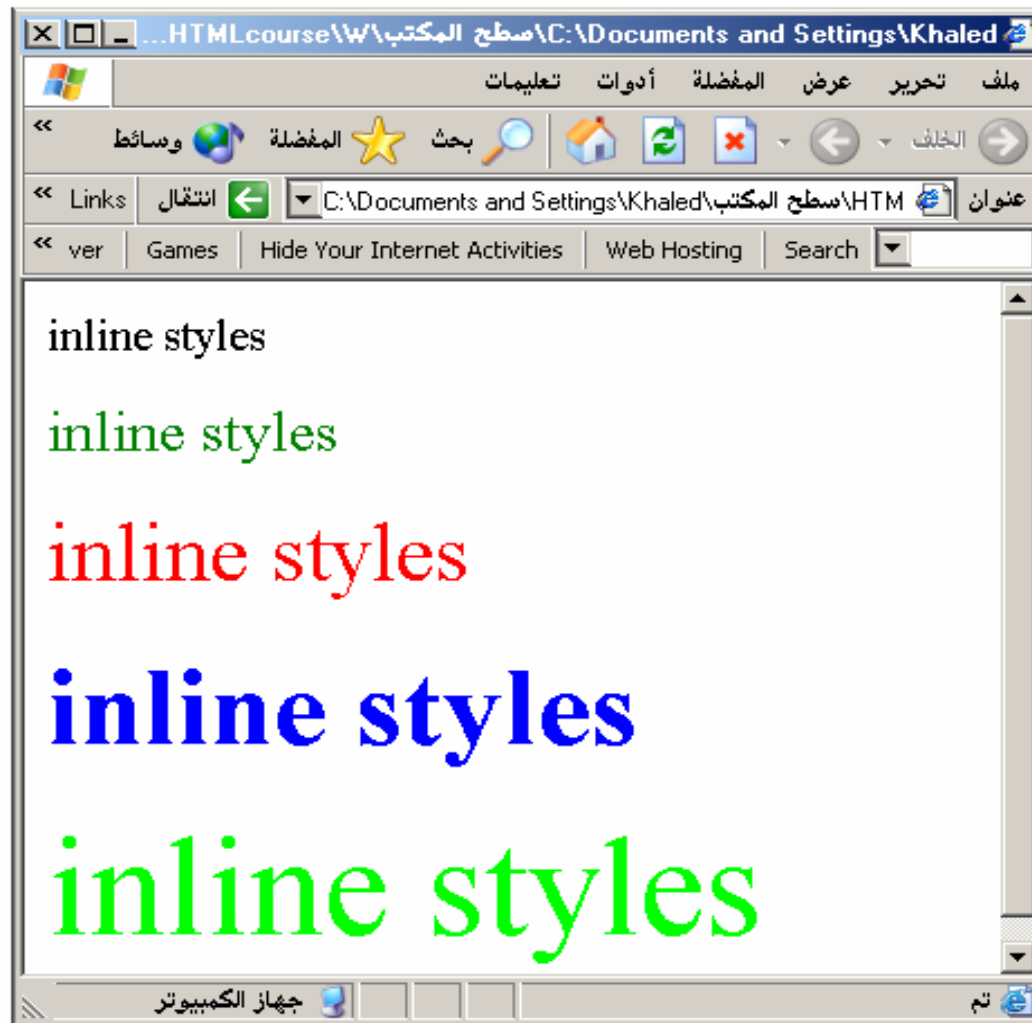 C:\Documents and Settings\Khaled\سطح المكتب\HTMLcourse\W...
ملف تحرير عرض المفضلة أدوات تعليمات
الخلف بحث المفضلة وسائط »
عنوان C:\Documents and Settings\Khaled\سطح المكتب\HTM انتقال Links »
» ver Games Hide Your Internet Activities Web Hosting Search
inline styles
inline styles
inline styles
inline styles
inline styles
تم جهاز الكمبيوتر